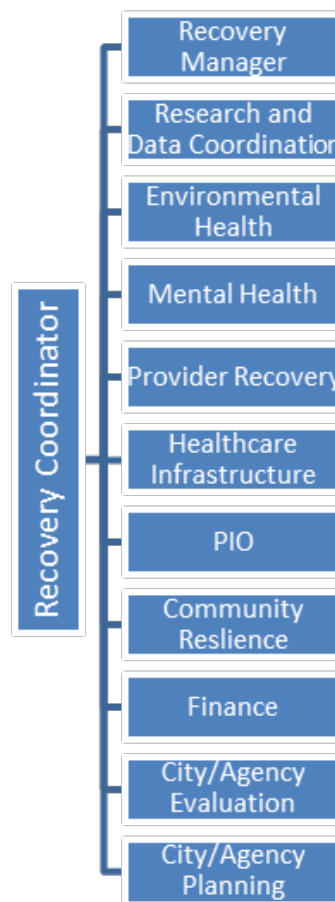 Recovery Coordinator
Recovery
Manager
Research and
Data Coordination
Environmental
Health
Mental Health
Provider Recovery
Healthcare
Infrastructure
PIO
Community
Reslience
Finance
City/Agency
Evaluation
City/Agency
Planning